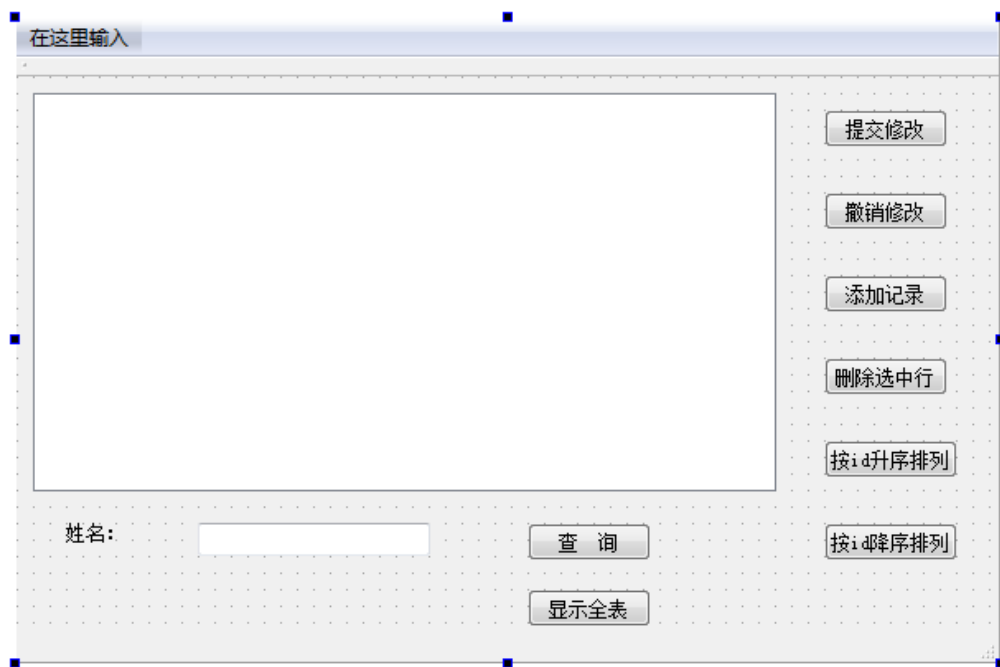 在这里输入
提交修改
撤销修改
添加记录
删除选中行
按id升序排列
姓名:
查 询
按id降序排列
显示全表